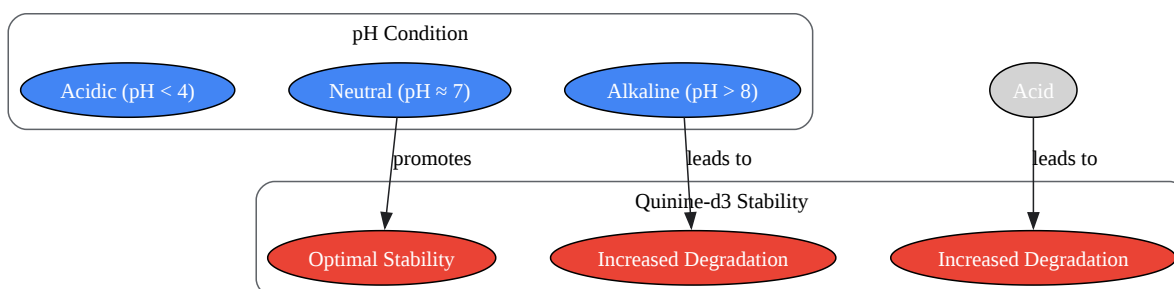 pH Condition
Acidic (pH < 4)
Neutral (pH ≈ 7)
Alkaline (pH > 8)
Acid
promotes
leads to
leads to
Quinine-d3 Stability
Optimal Stability
Increased Degradation
Increased Degradation